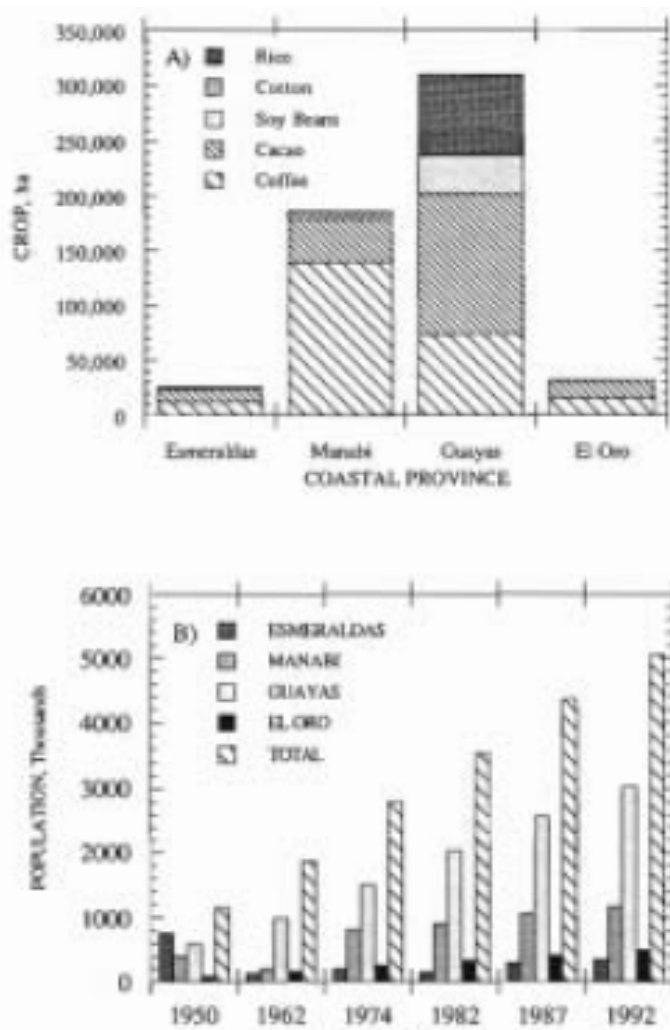 350,000
300,000
250,000
200,000
150,000
100,000
50,000
0
CROP, ha
A)
Rice
Cotton
Soy Beans
Cacao
Coffee
Esmeraldas
Manabi
Guayas
El Oro
COASTAL PROVINCE
6000
5000
4000
3000
2000
1000
0
POPULATION, Thousands
B)
ESMERALDAS
MANABI
GUAYAS
EL ORO
TOTAL
1950
1962
1974
1982
1987
1992